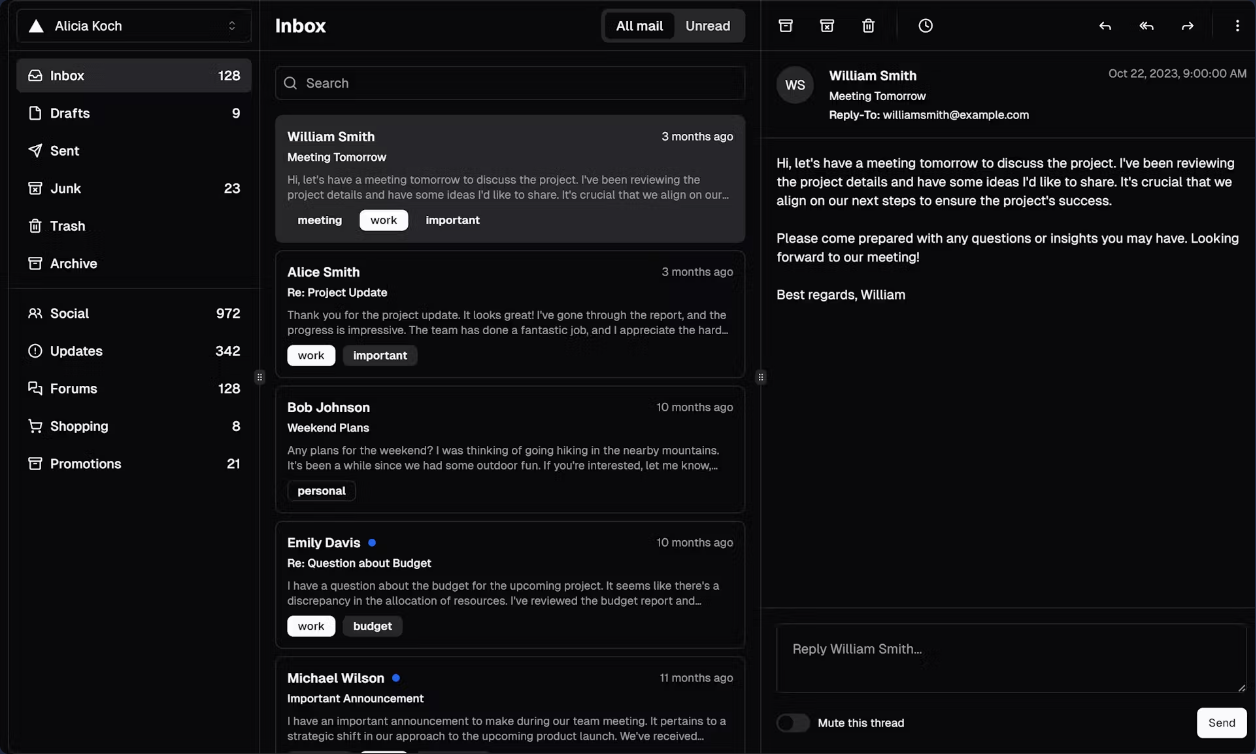 Alicia Koch
Inbox 128
Drafts 9
Sent
Junk 23
Trash
Archive
Social 972
Updates 342
Forums 128
Shopping 8
Promotions 21
Inbox
All mail Unread
Search
William Smith 3 months ago
Meeting Tomorrow
Hi, let's have a meeting tomorrow to discuss the project. I've been reviewing the
project details and have some ideas I'd like to share. It's crucial that we align on our...
meeting work important
Alice Smith 3 months ago
Re: Project Update
Thank you for the project update. It looks great! I've gone through the report, and the
progress is impressive. The team has done a fantastic job, and I appreciate the hard...
work important
Bob Johnson 10 months ago
Weekend Plans
Any plans for the weekend? I was thinking of going hiking in the nearby mountains.
It's been a while since we had some outdoor fun. If you're interested, let me know,...
personal
Emily Davis 10 months ago
Re: Question about Budget
I have a question about the budget for the upcoming project. It seems like there's a
discrepancy in the allocation of resources. I've reviewed the budget report and...
work budget
Michael Wilson 11 months ago
Important Announcement
I have an important announcement to make during our team meeting. It pertains to a
strategic shift in our approach to the upcoming product launch. We've received...
WS
William Smith Oct 22, 2023, 9:00:00 AM
Meeting Tomorrow
Reply-To: williamsmith@example.com
Hi, let's have a meeting tomorrow to discuss the project. I've been reviewing
the project details and have some ideas I'd like to share. It's crucial that we
align on our next steps to ensure the project's success.
Please come prepared with any questions or insights you may have. Looking
forward to our meeting!
Best regards, William
Reply William Smith...
Mute this thread Send